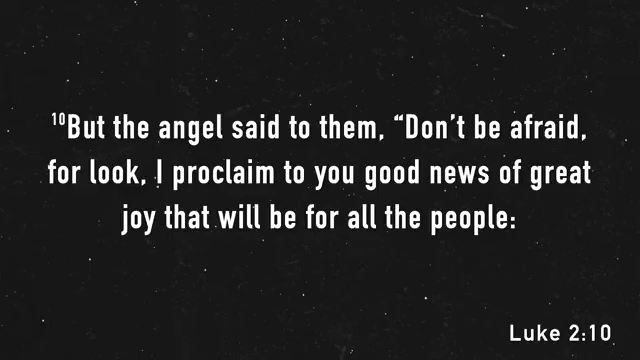 ¹⁰But the angel said to them, “Don’t be afraid,
for look, I proclaim to you good news of great
joy that will be for all the people:
Luke 2:10